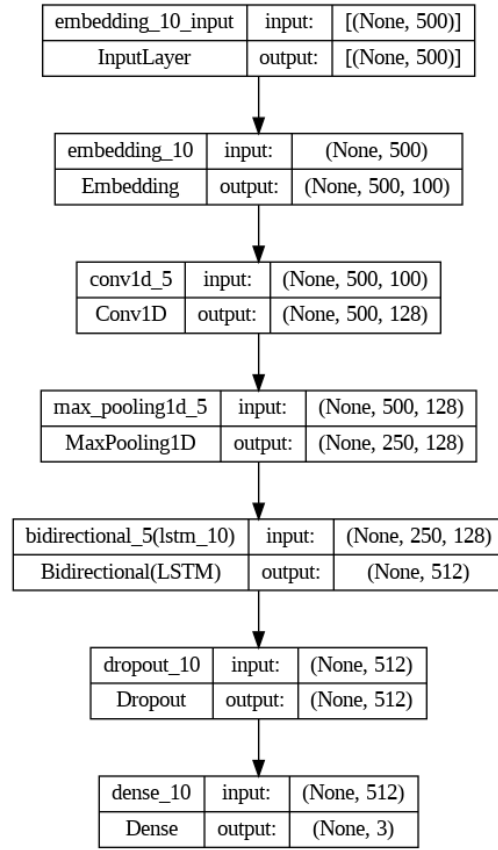 embedding_10_input input: [(None, 500)]
InputLayer output: [(None, 500)]
embedding_10 input: (None, 500)
Embedding output: (None, 500, 100)
conv1d_5 input: (None, 500, 100)
Conv1D output: (None, 500, 128)
max_pooling1d_5 input: (None, 500, 128)
MaxPooling1D output: (None, 250, 128)
bidirectional_5(lstm_10) input: (None, 250, 128)
Bidirectional(LSTM) output: (None, 512)
dropout_10 input: (None, 512)
Dropout output: (None, 512)
dense_10 input: (None, 512)
Dense output: (None, 3)